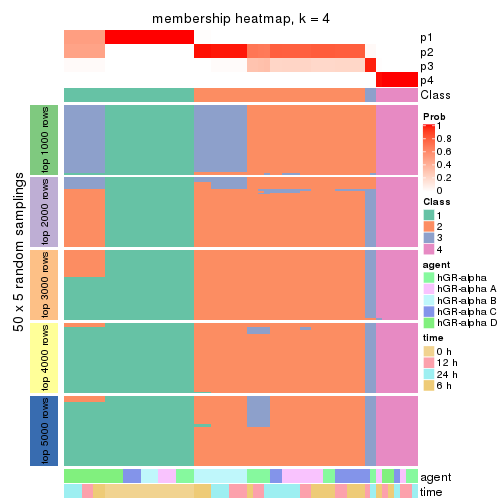 membership heatmap, k = 4
p1
p2
p3
p4
Class
50 x 5 random samplings
top 1000 rows
top 2000 rows
top 3000 rows
top 4000 rows
top 5000 rows
Prob
1
0.8
0.6
0.4
0.2
0
Class
1
2
3
4
agent
hGR-alpha
hGR-alpha A
hGR-alpha B
hGR-alpha C
hGR-alpha D
time
0 h
12 h
24 h
6 h
agent
time